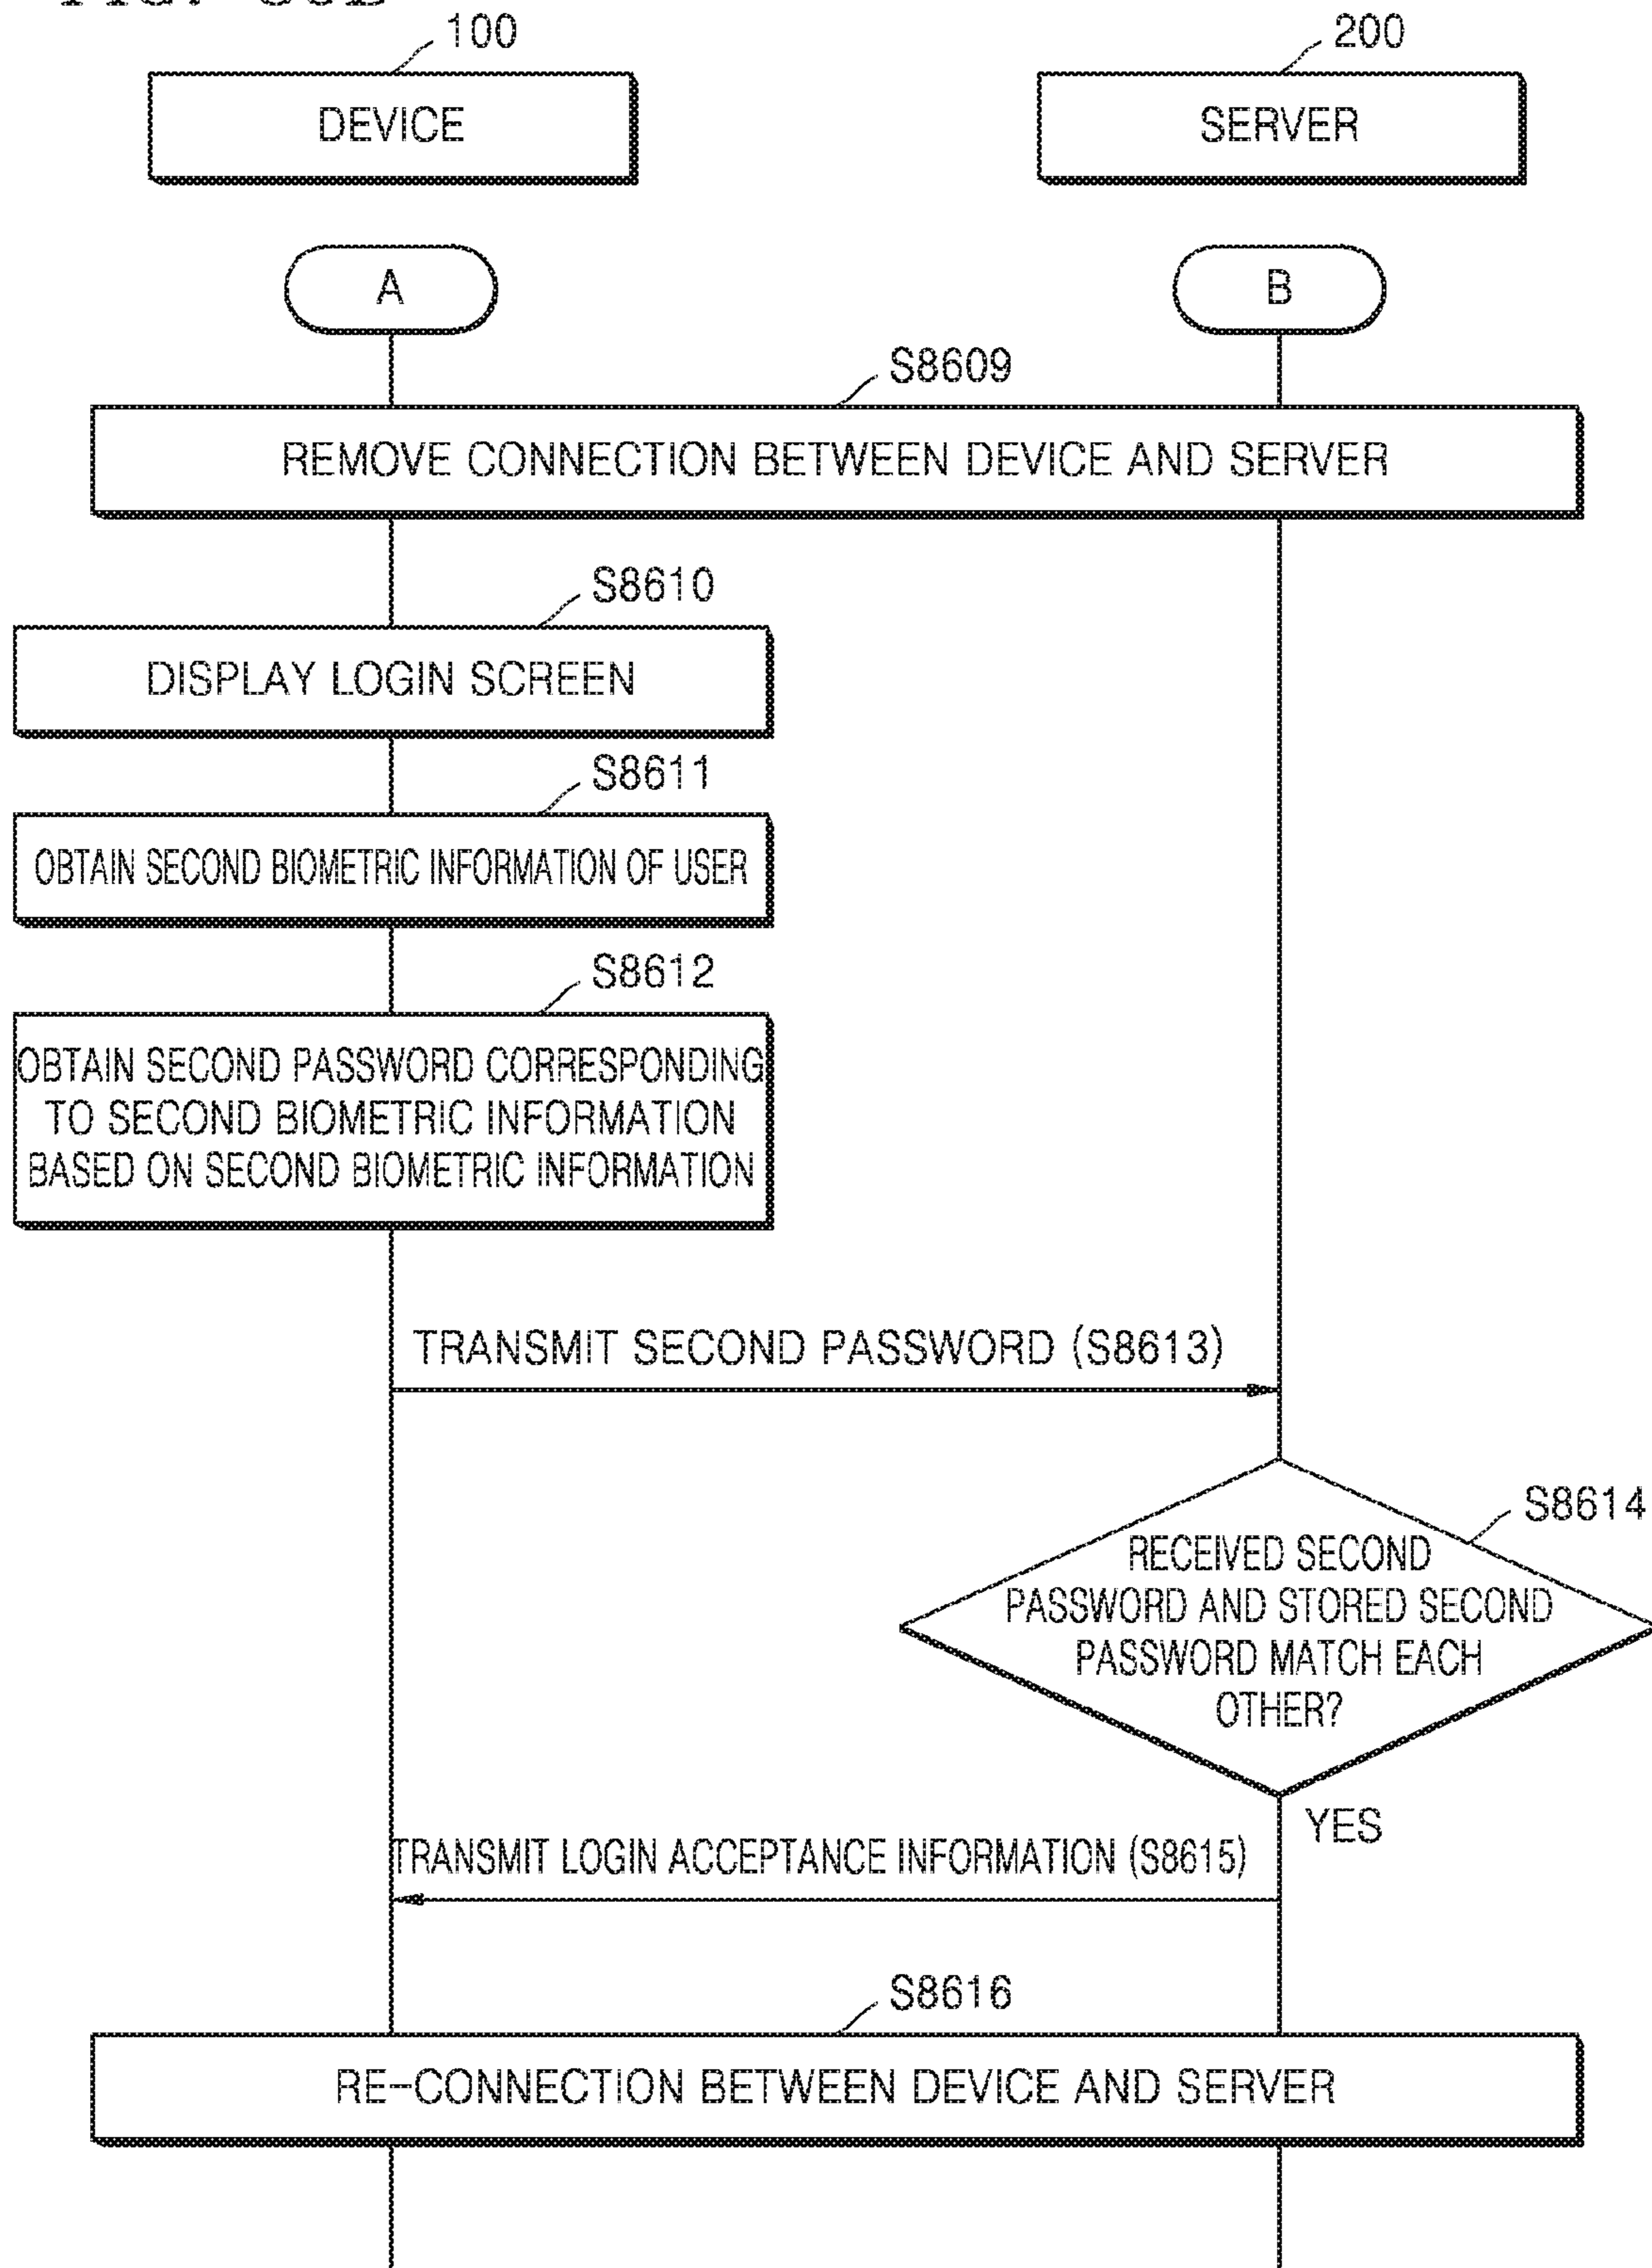 100
200
DEVICE
SERVER
A
B
S8609
REMOVE CONNECTION BETWEEN DEVICE AND SERVER
S8610
DISPLAY LOGIN SCREEN
S8611
OBTAIN SECOND BIOMETRIC INFORMATION OF USER
S8612
OBTAIN SECOND PASSWORD CORRESPONDING
TO SECOND BIOMETRIC INFORMATION
BASED ON SECOND BIOMETRIC INFORMATION
TRANSMIT SECOND PASSWORD (S8613)
S8614
RECEIVED SECOND
PASSWORD AND STORED SECOND
PASSWORD MATCH EACH
OTHER?
YES
TRANSMIT LOGIN ACCEPTANCE INFORMATION (S8615)
S8616
RE-CONNECTION BETWEEN DEVICE AND SERVER